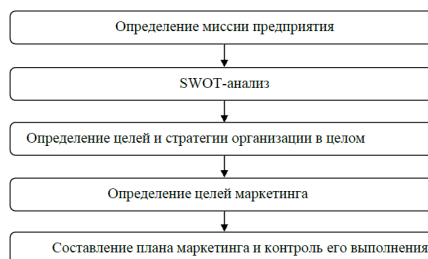 Определение миссии предприятия
SWOT-анализ
Определение целей и стратегии организации в целом
Определение целей маркетинга
Составление плана маркетинга и контроль его выполнения